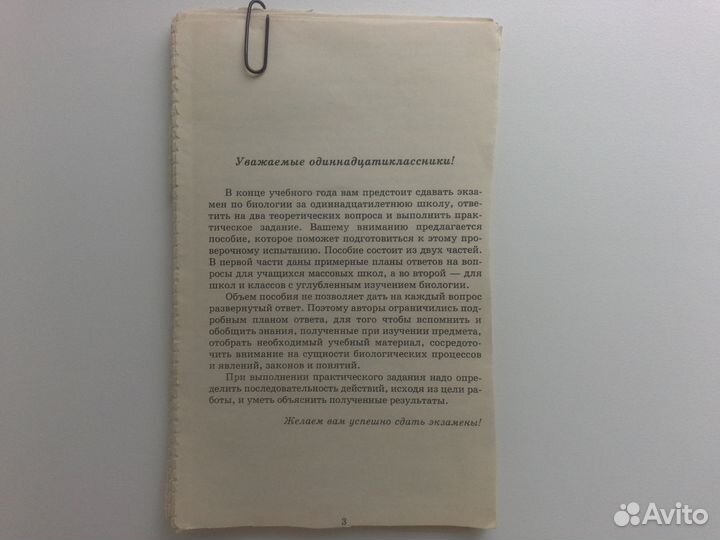 Уважаемые одиннадцатиклассники!
В конце учебного года вам предстоит сдавать экза-
мен по биологии за одиннадцатилетнюю школу, отве-
тить на два теоретических вопроса и выполнить прак-
тическое задание. Вашему вниманию предлагается
пособие, которое поможет подготовиться к этому про-
верочному испытанию. Пособие состоит из двух частей.
В первой части даны примерные планы ответов на воп-
росы для учащихся массовых школ, а во второй — для
школ и классов с углубленным изучением биологии.
Объем пособия не позволяет дать на каждый вопрос
развернутый ответ. Поэтому авторы ограничились под-
робным планом ответа, для того чтобы вспомнить и
обобщить знания, полученные при изучении предмета,
отобрать необходимый учебный материал, сосредото-
чить внимание на сущности биологических процессов
и явлений, законов и понятий.
При выполнении практического задания надо опре-
делить последовательность действий, исходя из цели ра-
боты, и уметь объяснить полученные результаты.
Желаем вам успешно сдать экзамены!
3
Avito